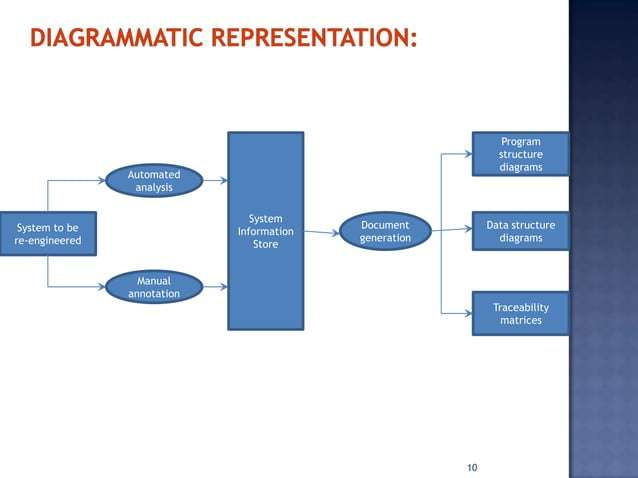 DIAGRAMMATIC REPRESENTATION:
System to be
re-engineered
Automated
analysis
Manual
annotation
System
Information
Store
Document
generation
Program
structure
diagrams
Data structure
diagrams
Traceability
matrices
10